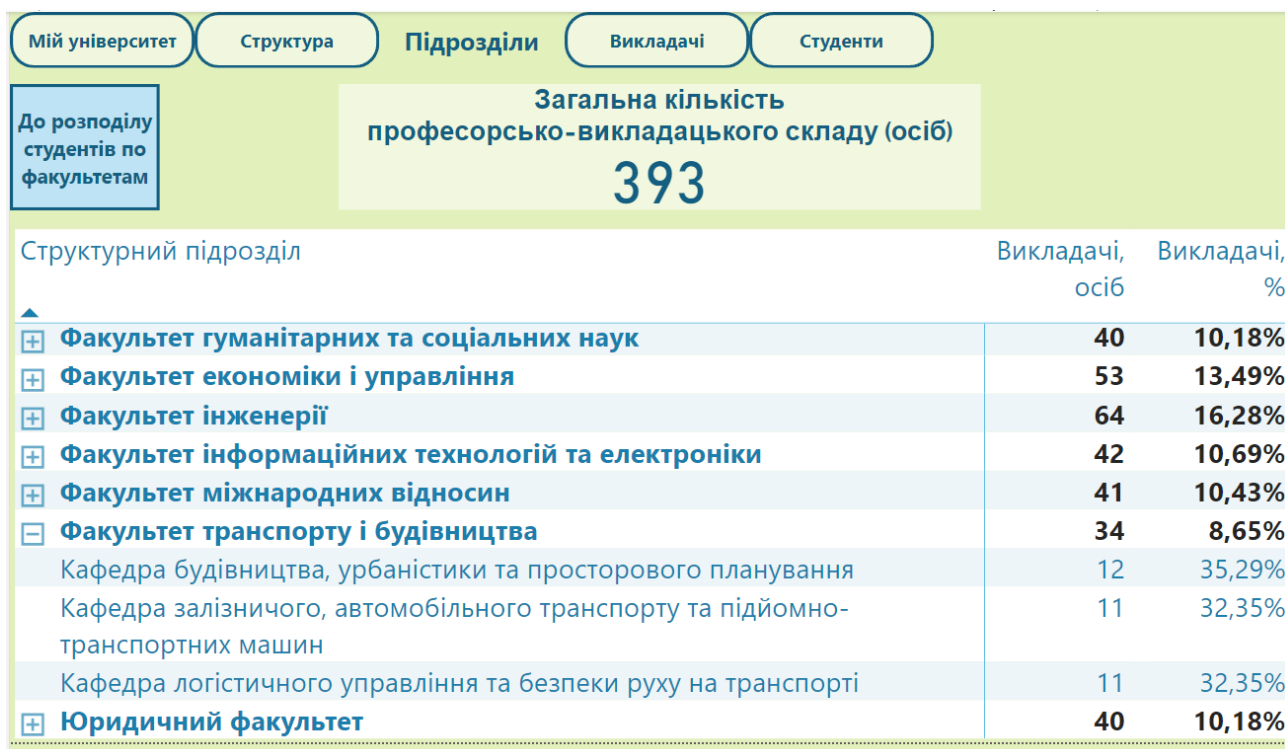 Мій університет Структура Підрозділи Викладачі Студенти
До розподілу
студентів по
факультетам
Загальна кількість
професорсько-викладацького складу (осіб)
393
Структурний підрозділ Викладачі, осіб Викладачі, %
Факультет гуманітарних та соціальних наук 40 10,18%
Факультет економіки і управління 53 13,49%
Факультет інженерії 64 16,28%
Факультет інформаційних технологій та електроніки 42 10,69%
Факультет міжнародних відносин 41 10,43%
Факультет транспорту і будівництва 34 8,65%
Кафедра будівництва, урбаністики та просторового планування 12 35,29%
Кафедра залізничого, автомобільного транспорту та підйомно- 11 32,35%
транспортних машин
Кафедра логістичного управління та безпеки руху на транспорті 11 32,35%
Юридичний факультет 40 10,18%